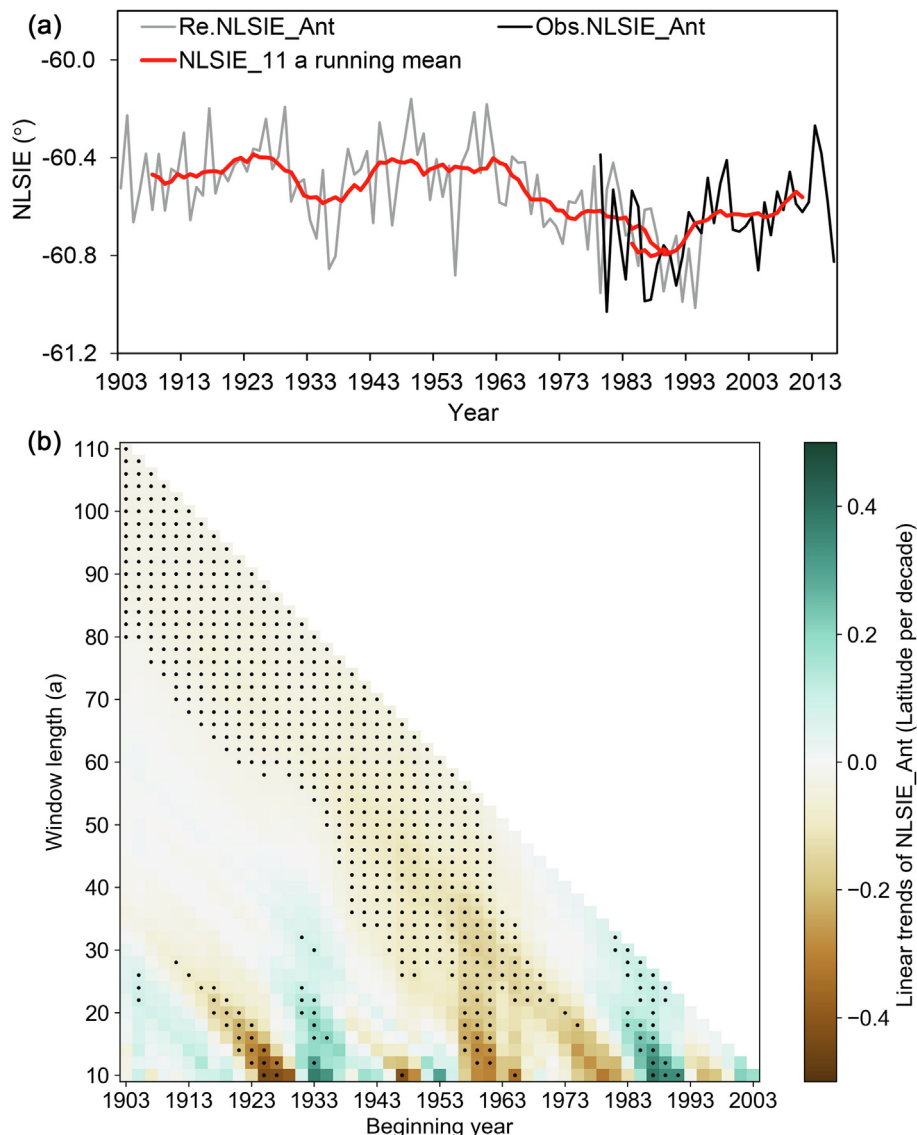 (a)
Re.NLSIE_Ant
Obs.NLSIE_Ant
NLSIE_11 a running mean
NLSIE (°)
-60.0
-60.4
-60.8
-61.2
1903 1913 1923 1933 1943 1953 1963 1973 1983 1993 2003 2013
Year
(b)
Window length (a)
110
100
90
80
70
60
50
40
30
20
10
1903 1913 1923 1933 1943 1953 1963 1973 1983 1993 2003
Beginning year
0.4
0.2
0.0
−0.2
−0.4
Linear trends of NLSIE_Ant (Latitude per decade)